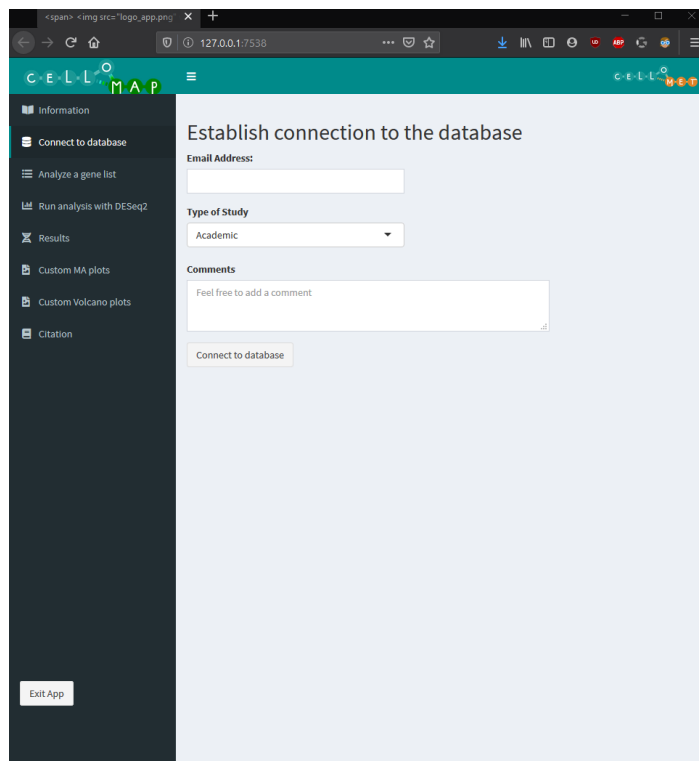 <span> <img src="logo_app.png"
127.0.0.1:7538
UO
ABP
C·E·L·L·O
M A P
C·E·L·L·O
M·E·T
Information
Connect to database
Analyze a gene list
Run analysis with DESeq2
Results
Custom MA plots
Custom Volcano plots
Citation
Exit App
Establish connection to the database
Email Address:
Type of Study
Academic
Comments
Feel free to add a comment
Connect to database